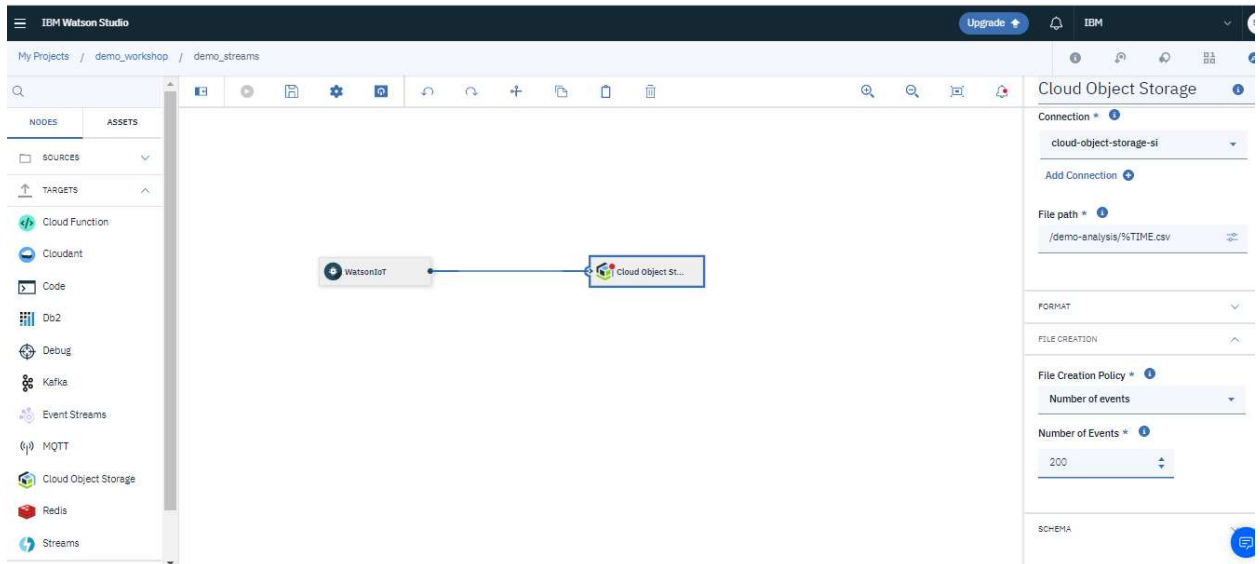 IBM Watson Studio
Upgrade
IBM
My Projects / demo_workshop / demo_streams
NODES
ASSETS
SOURCES
TARGETS
Cloud Function
Cloudant
Code
Db2
Debug
Kafka
Event Streams
MQTT
Cloud Object Storage
Redis
Streams
WatsonIoT
Cloud Object St...
Cloud Object Storage
Connection *
cloud-object-storage-si
Add Connection
File path *
/demo-analysis/%TIME.csv
FORMAT
FILE CREATION
File Creation Policy *
Number of events
Number of Events *
200
SCHEMA